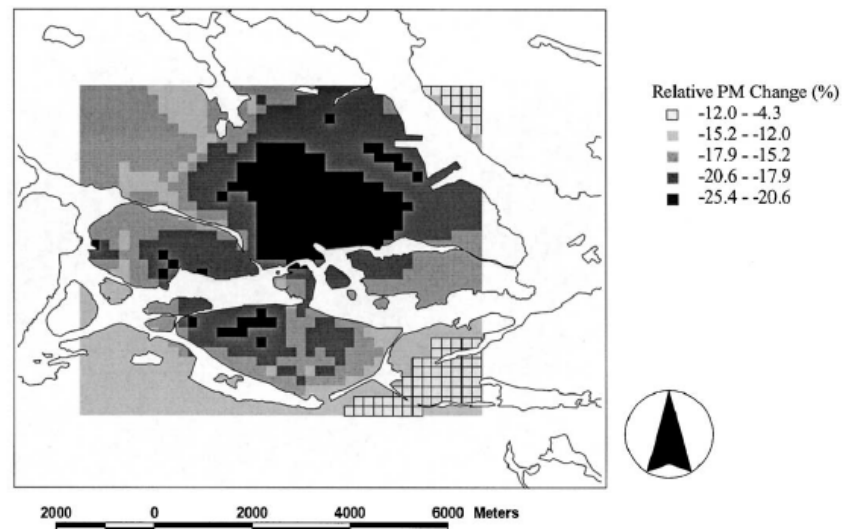 Relative PM Change (%)
-12.0 - -4.3
-15.2 - -12.0
-17.9 - -15.2
-20.6 - -17.9
-25.4 - -20.6
2000 0 2000 4000 6000 Meters